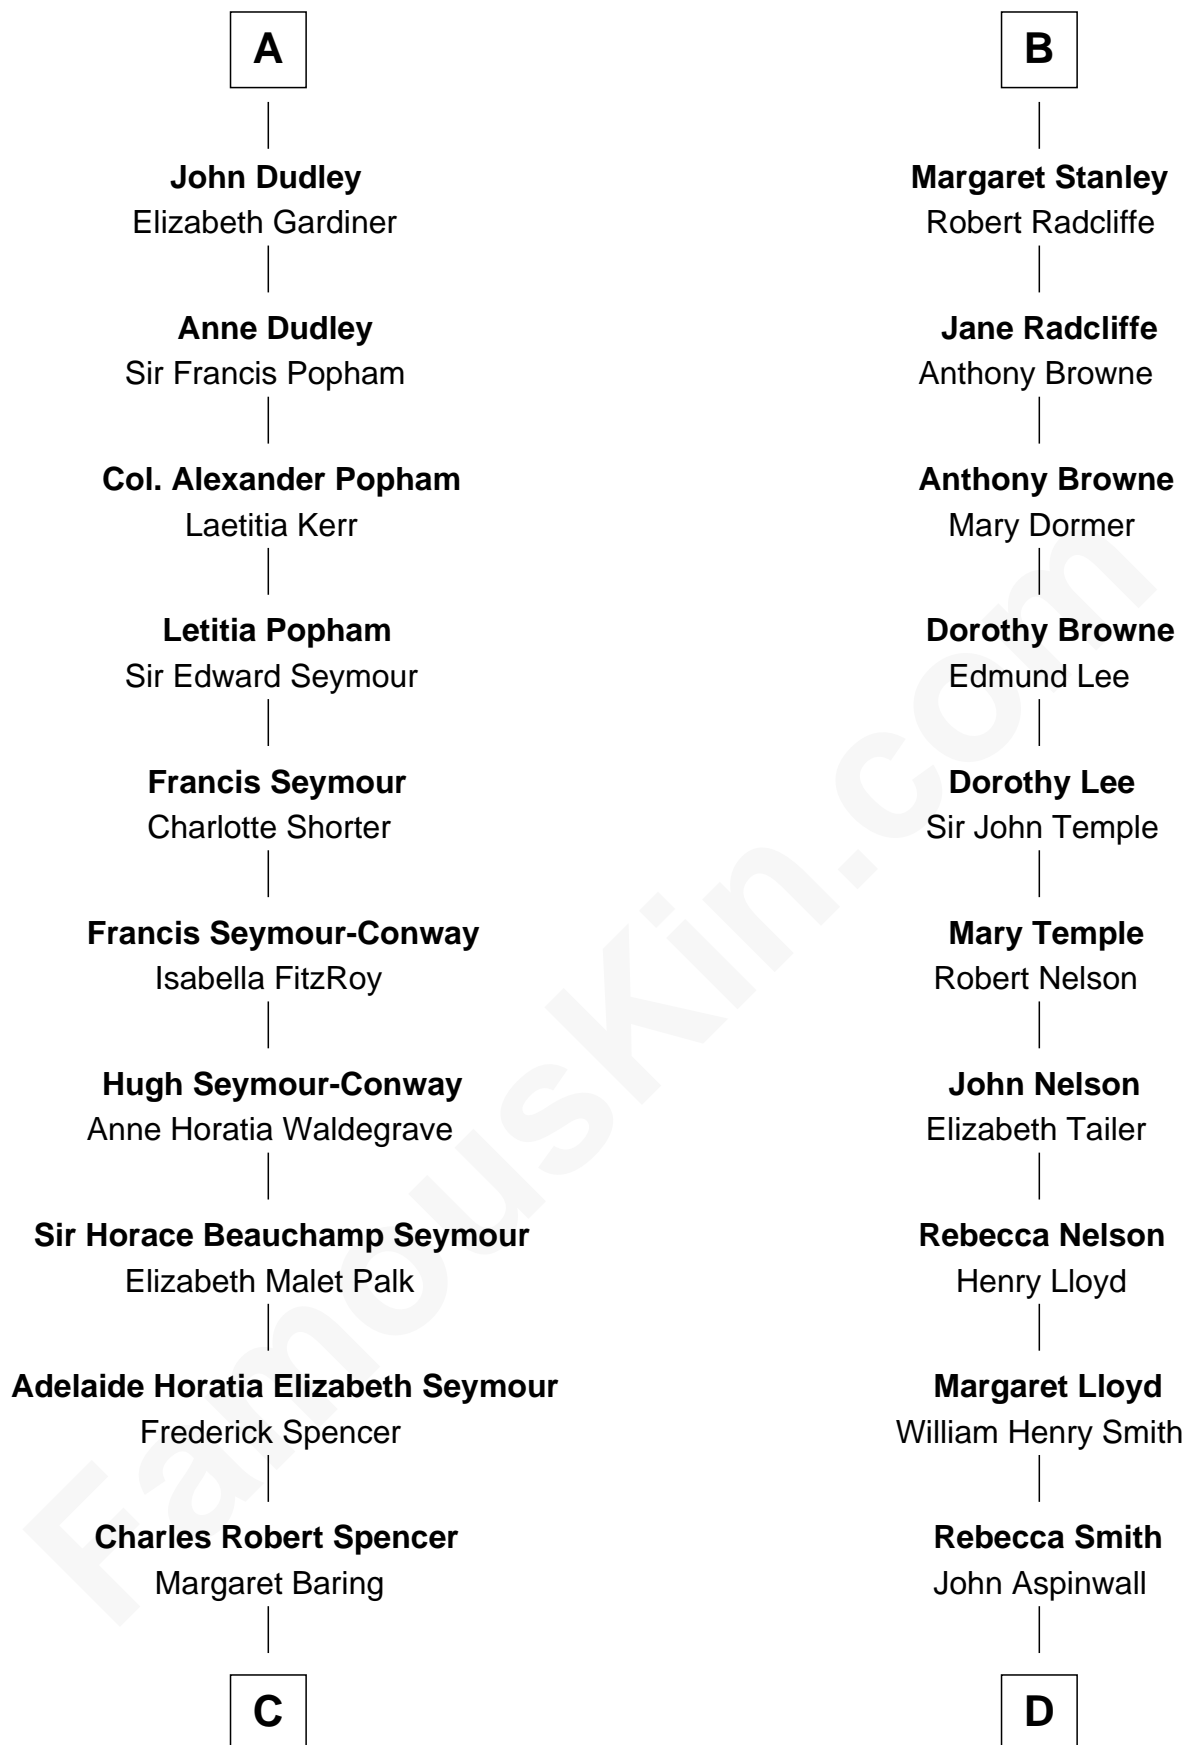 A
John Dudley
Elizabeth Gardiner
Anne Dudley
Sir Francis Popham
Col. Alexander Popham
Laetitia Kerr
Letitia Popham
Sir Edward Seymour
Francis Seymour
Charlotte Shorter
Francis Seymour-Conway
Isabella FitzRoy
Hugh Seymour-Conway
Anne Horatia Waldegrave
Sir Horace Beauchamp Seymour
Elizabeth Malet Palk
Adelaide Horatia Elizabeth Seymour
Frederick Spencer
Charles Robert Spencer
Margaret Baring
C
B
Margaret Stanley
Robert Radcliffe
Jane Radcliffe
Anthony Browne
Anthony Browne
Mary Dormer
Dorothy Browne
Edmund Lee
Dorothy Lee
Sir John Temple
Mary Temple
Robert Nelson
John Nelson
Elizabeth Tailer
Rebecca Nelson
Henry Lloyd
Margaret Lloyd
William Henry Smith
Rebecca Smith
John Aspinwall
D
FamousKin.com